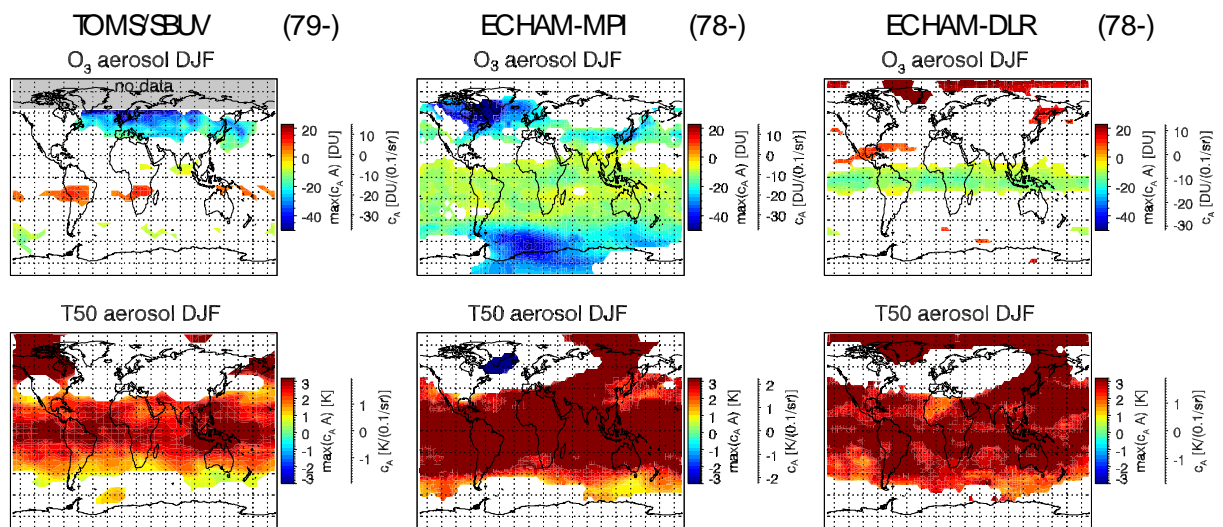 TOMS/SBUV (79-) ECHAM-MPI (78-) ECHAM-DLR (78-)
O3 aerosol DJF O3 aerosol DJF O3 aerosol DJF
no data
20 10
0 0
-20 -10
-40 -20
-30
max(cA A) [DU]
cA [DU/(0.1/sr)]
20 10
0 0
-20 -10
-40 -20
-30
max(cA A) [DU]
cA [DU/(0.1/sr)]
20 10
0 0
-20 -10
-40 -20
-30
max(cA A) [DU]
cA [DU/(0.1/sr)]
T50 aerosol DJF T50 aerosol DJF T50 aerosol DJF
3
2 1
1
0 0
-1
-2 -1
-3
max(cA A) [K]
cA [K/(0.1/sr)]
3 2
2
1 1
0 0
-1 -1
-2
-3 -2
max(cA A) [K]
cA [K/(0.1/sr)]
3
2 1
1
0 0
-1
-2 -1
-3
max(cA A) [K]
cA [K/(0.1/sr)]